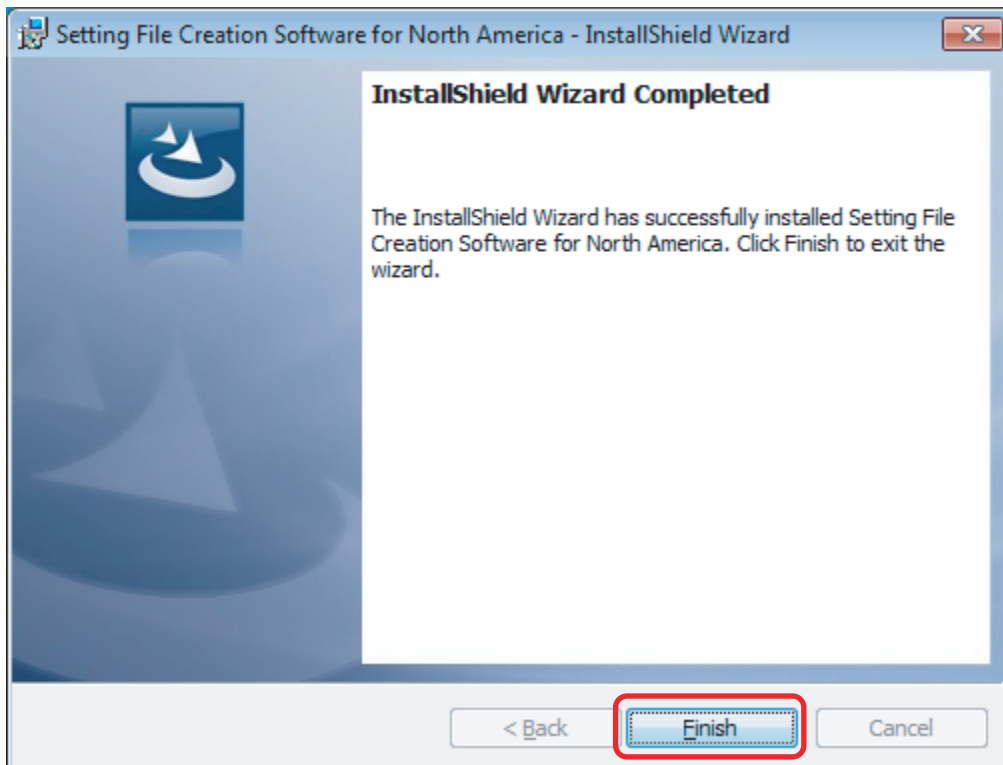 Setting File Creation Software for North America - InstallShield Wizard
InstallShield Wizard Completed
The InstallShield Wizard has successfully installed Setting File
Creation Software for North America. Click Finish to exit the
wizard.
< Back Finish Cancel